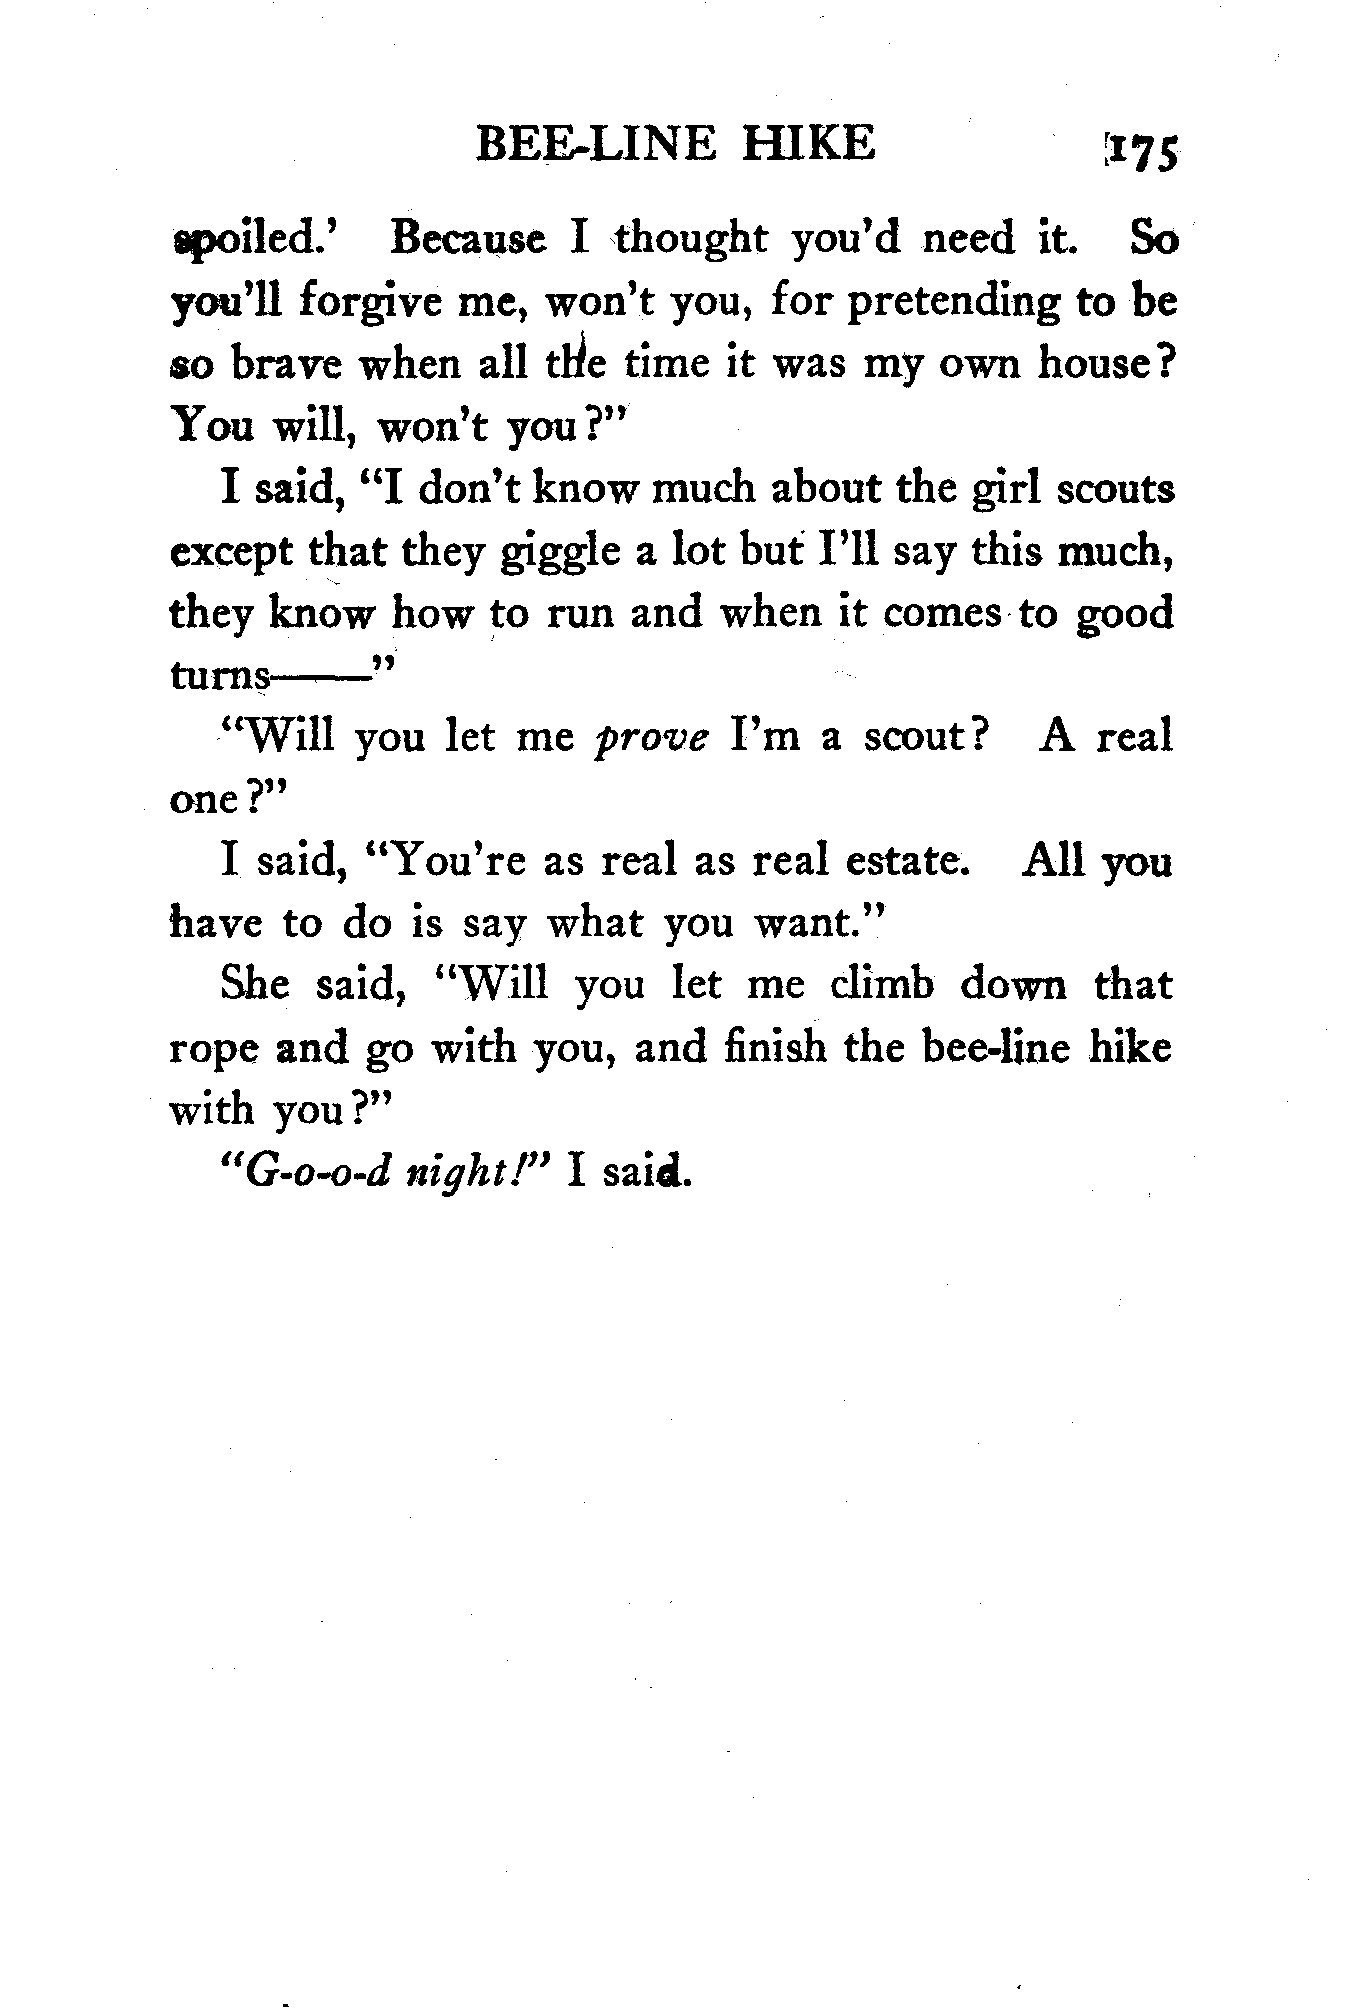 BEE-LINE HIKE 175
spoiled.' Because I thought you'd need it. So
you'll forgive me, won't you, for pretending to be
so brave when all the time it was my own house?
You will, won't you?"
I said, "I don't know much about the girl scouts
except that they giggle a lot but I'll say this much,
they know how to run and when it comes to good
turns——"
"Will you let me prove I'm a scout? A real
one?"
I said, "You're as real as real estate. All you
have to do is say what you want."
She said, "Will you let me climb down that
rope and go with you, and finish the bee-line hike
with you?"
"G-o-o-d night!" I said.